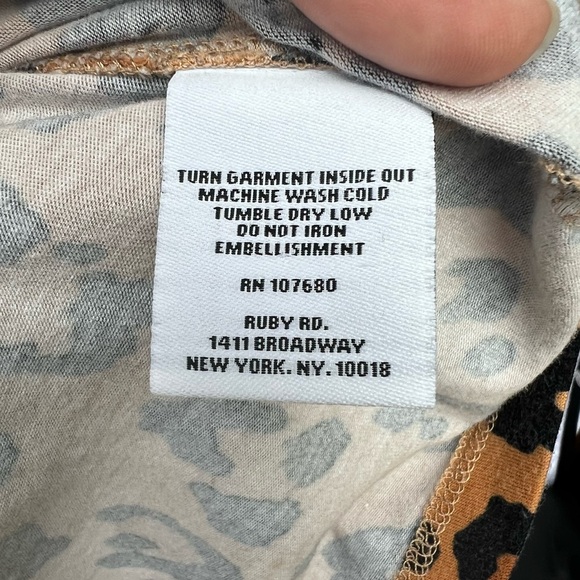 TURN GARMENT INSIDE OUT
MACHINE WASH COLD
TUMBLE DRY LOW
DO NOT IRON
EMBELLISHMENT
RN 107680
RUBY RD.
1411 BROADWAY
NEW YORK. NY. 10018